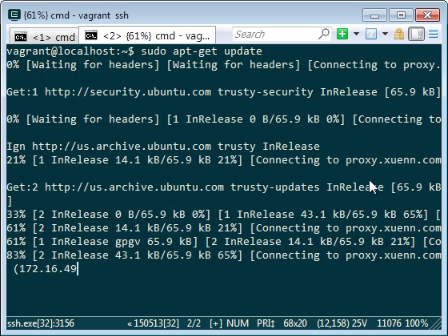 {61%} cmd - vagrant ssh
<1> cmd
<2> {61%} cmd - vag...
Search
vagrant@localhost:~$ sudo apt-get update
0% [Waiting for headers] [Waiting for headers] [Connecting to proxy.xuenn.com
Get:1 http://security.ubuntu.com trusty-security InRelease [65.9 kB]
0% [Waiting for headers] [1 InRelease 0 B/65.9 kB 0%] [Connecting to
Ign http://us.archive.ubuntu.com trusty InRelease
21% [1 InRelease 14.1 kB/65.9 kB 21%] [Connecting to proxy.xuenn.com
Get:2 http://us.archive.ubuntu.com trusty-updates InRelease [65.9 kB
]
33% [2 InRelease 0 B/65.9 kB 0%] [1 InRelease 43.1 kB/65.9 kB 65%] [
61% [2 InRelease 14.1 kB/65.9 kB 21%] [Connecting to proxy.xuenn.com
61% [1 InRelease gpgv 65.9 kB] [2 InRelease 14.1 kB/65.9 kB 21%] [Co
83% [2 InRelease 43.1 kB/65.9 kB 65%] [Connecting to proxy.xuenn.com
(172.16.49
ssh.exe[32]:3156
«150513[32] 2/2 [+] NUM PRI↕ 68x20 (12,158) 25V 11076 100%